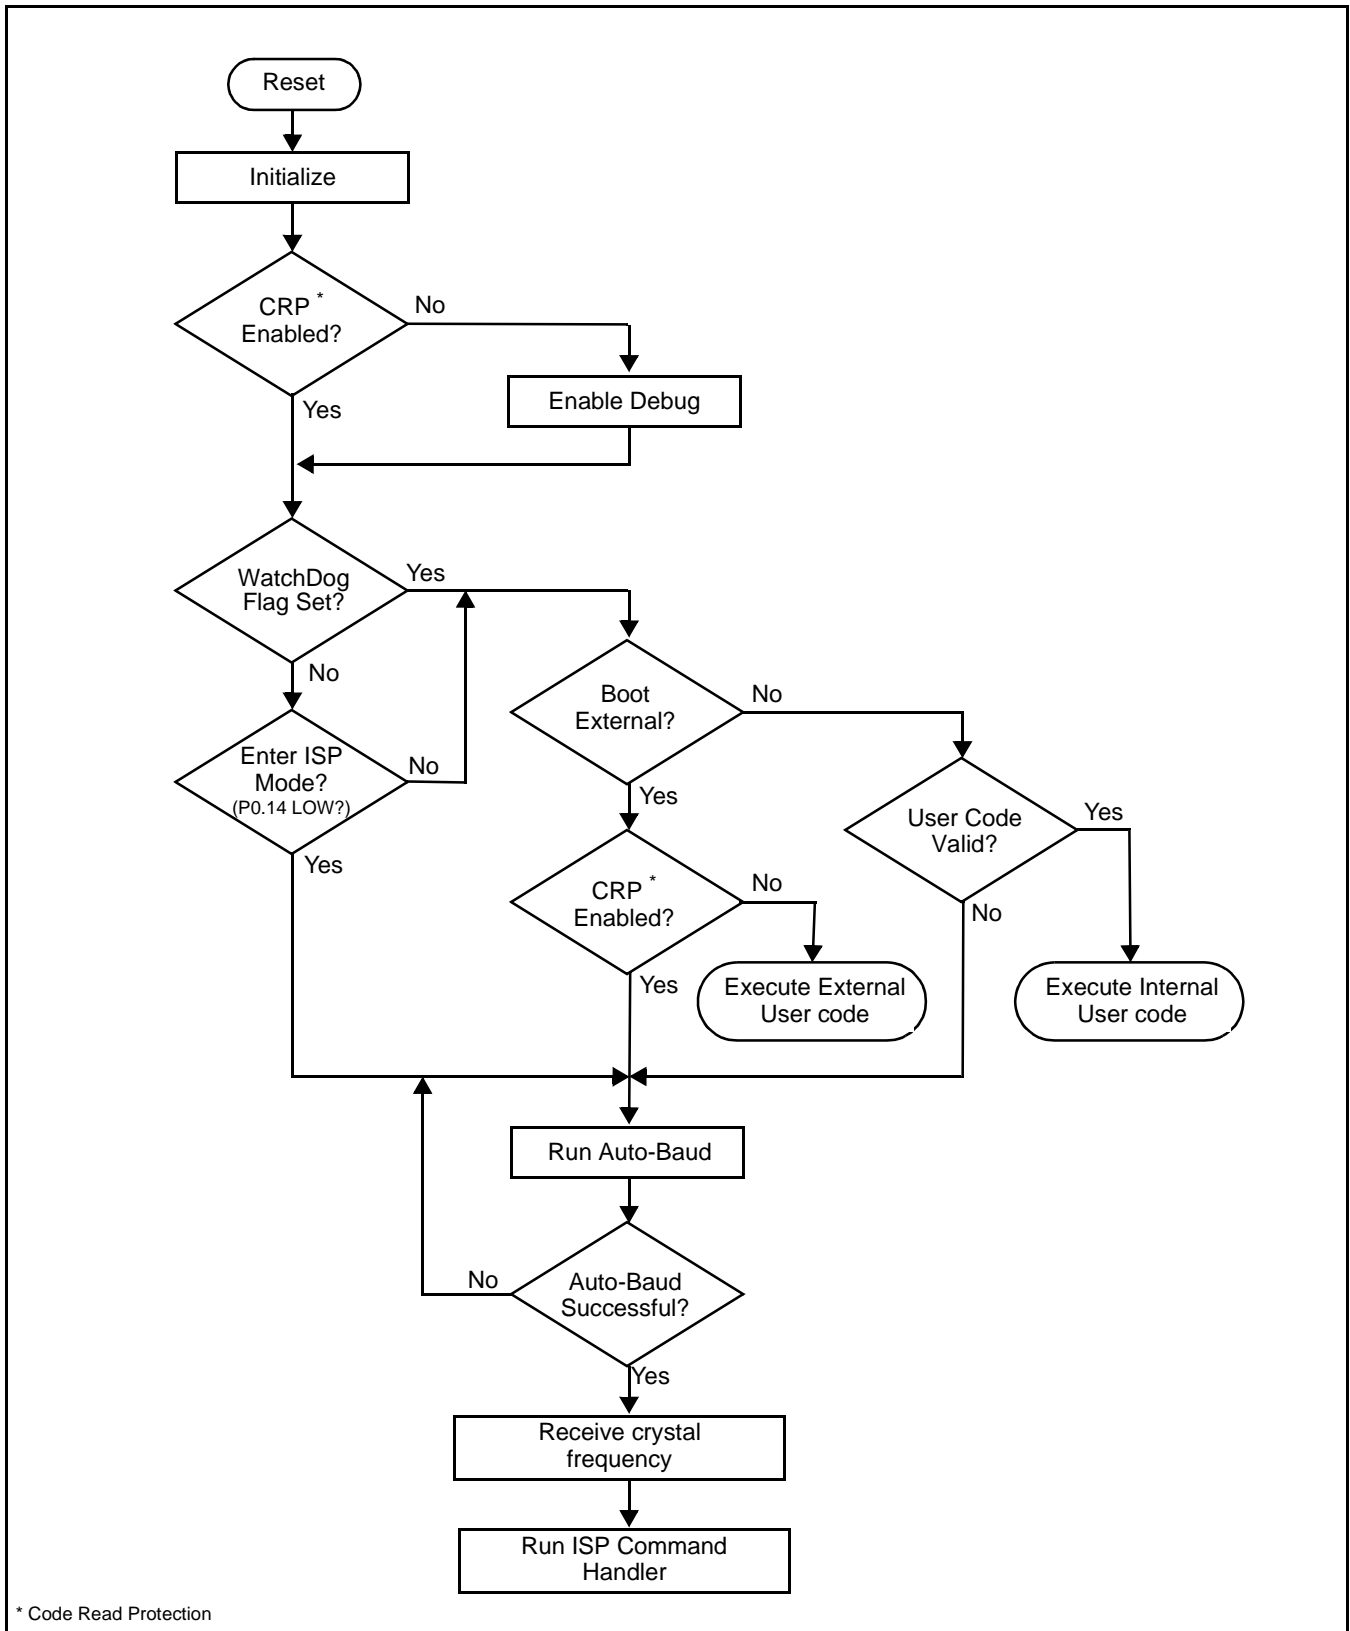 Reset
Initialize
CRP *
Enabled?
No
Yes
Enable Debug
WatchDog
Flag Set?
Yes
No
Enter ISP
Mode?
(P0.14 LOW?)
No
Yes
Boot
External?
No
Yes
User Code
Valid?
Yes
No
CRP *
Enabled?
No
Yes
Execute External
User code
Execute Internal
User code
Run Auto-Baud
Auto-Baud
Successful?
No
Yes
Receive crystal
frequency
Run ISP Command
Handler
* Code Read Protection